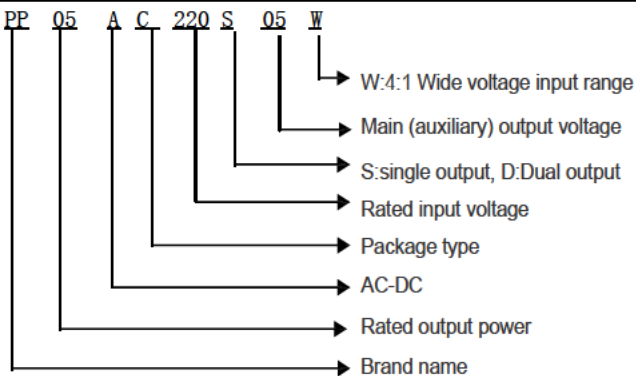 PP 05 A C 220 S 05 W
W:4:1 Wide voltage input range
Main (auxiliary) output voltage
S:single output, D:Dual output
Rated input voltage
Package type
AC-DC
Rated output power
Brand name